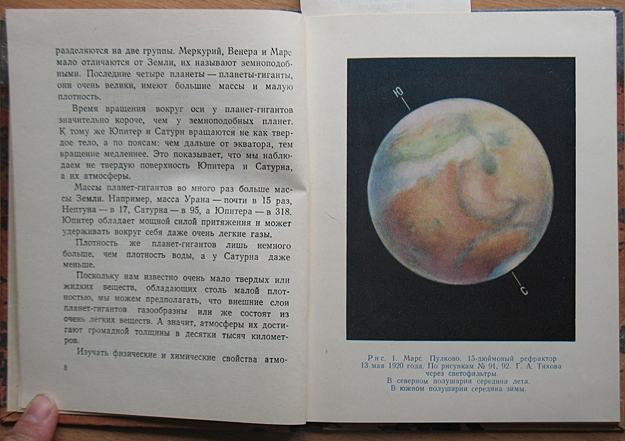 разделяются на две группы. Меркурий, Венера и Марс
мало отличаются от Земли, их называют земноподоб-
ными. Последние четыре планеты — планеты-гиганты,
они очень велики, имеют большие массы и малую
плотность.
Время вращения вокруг оси у планет-гигантов
значительно короче, чем у земноподобных планет.
К тому же Юпитер и Сатурн вращаются не как твер-
дое тело, а по поясам: чем дальше от экватора, тем
вращение медленнее. Это показывает, что мы наблю-
даем не твердую поверхность Юпитера и Сатурна,
а их атмосферы.
Массы планет-гигантов во много раз больше мас-
сы Земли. Например, масса Урана — почти в 15 раз,
Нептуна — в 17, Сатурна — в 95, а Юпитера — в 318.
Юпитер обладает мощной силой притяжения и может
удерживать вокруг себя даже очень легкие газы.
Плотность же планет-гигантов лишь немного
больше, чем плотность воды, а у Сатурна даже
меньше.
Поскольку нам известно очень мало твердых или
жидких веществ, обладающих столь малой плот-
ностью, мы можем предполагать, что внешние слои
планет-гигантов газообразны или же состоят из
очень легких веществ. А значит, атмосферы их дости-
гают громадной толщины в десятки тысяч километ-
ров.
Изучать физические и химические свойства атмо-
8
Ю
С
Рис. 1. Марс Пулково. 15-дюймовый рефрактор
13 мая 1920 года. По рисункам № 91, 92. Г. А. Тихова
через светофильтры.
В северном полушарии середина лета.
В южном полушарии середина зимы.